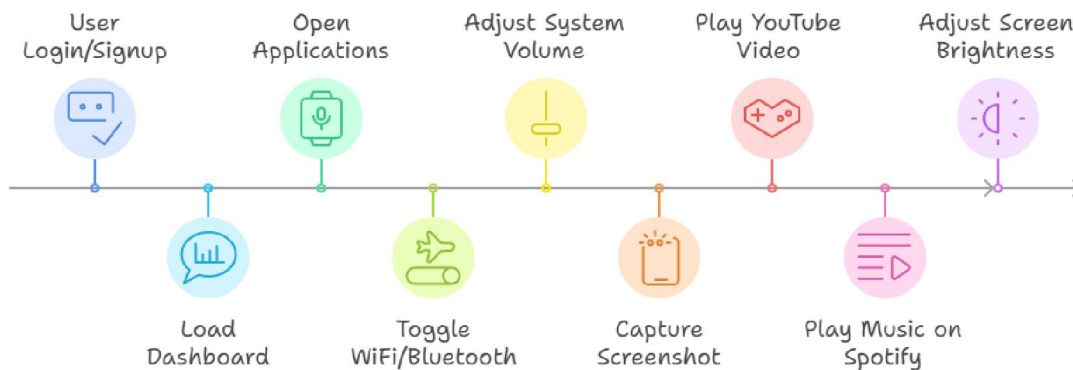 User
Login/Signup
Open
Applications
Adjust System
Volume
Play YouTube
Video
Adjust Screen
Brightness
Load
Dashboard
Toggle
WiFi/Bluetooth
Capture
Screenshot
Play Music on
Spotify